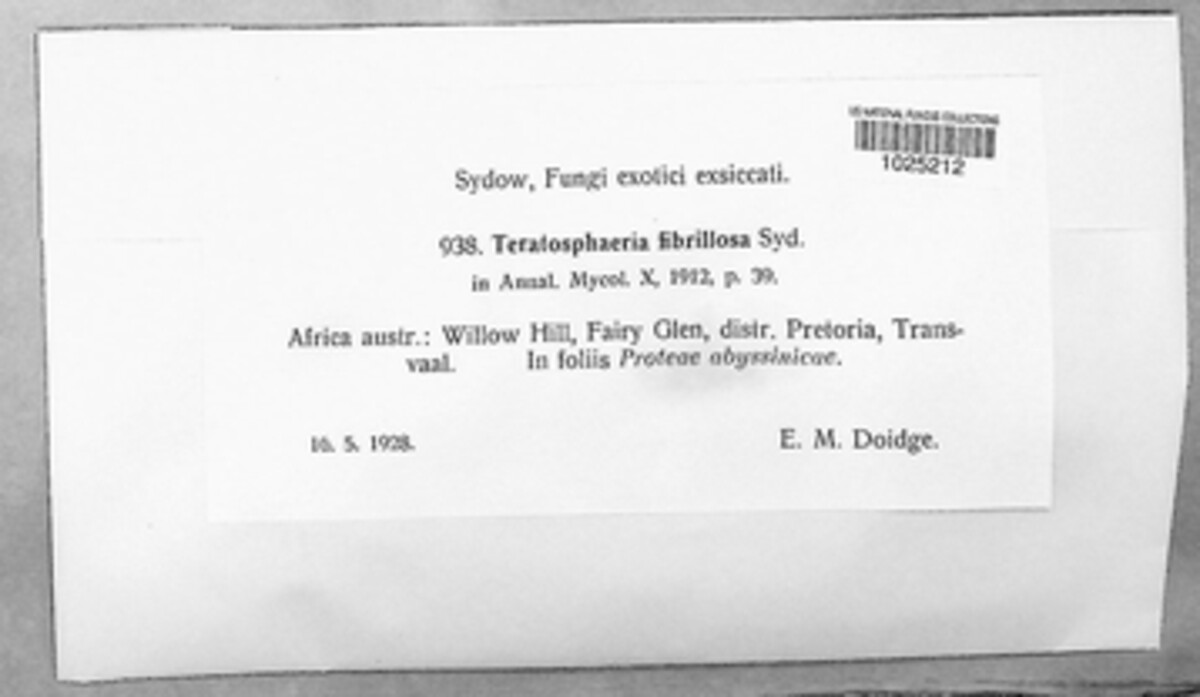 US NATIONAL FUNGUS COLLECTIONS
1025212
Sydow, Fungi exotici exsiccati.
938. Teratosphaeria fibrillosa Syd.
in Annal. Mycol. X, 1912, p. 39.
Africa austr.: Willow Hill, Fairy Glen, distr. Pretoria, Trans-
vaal. In foliis Proteae abyssinicae.
16. 5. 1928. E. M. Doidge.